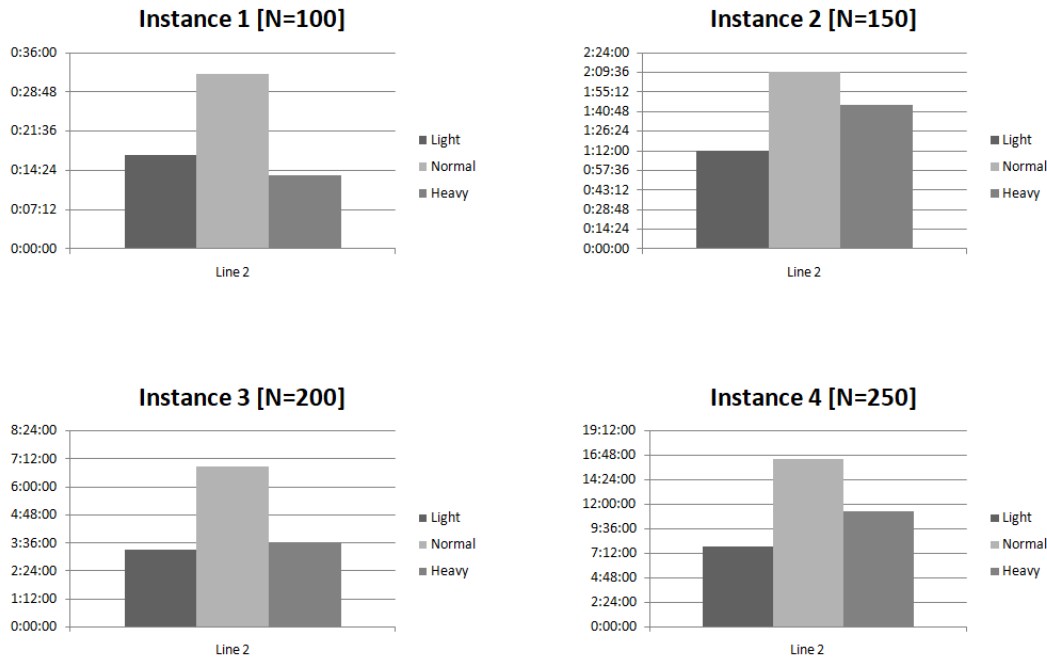 Instance 1 [N=100]
0:36:00
0:28:48
0:21:36
0:14:24
0:07:12
0:00:00
Line 2
Light
Normal
Heavy
Instance 2 [N=150]
2:24:00
2:09:36
1:55:12
1:40:48
1:26:24
1:12:00
0:57:36
0:43:12
0:28:48
0:14:24
0:00:00
Line 2
Light
Normal
Heavy
Instance 3 [N=200]
8:24:00
7:12:00
6:00:00
4:48:00
3:36:00
2:24:00
1:12:00
0:00:00
Line 2
Light
Normal
Heavy
Instance 4 [N=250]
19:12:00
16:48:00
14:24:00
12:00:00
9:36:00
7:12:00
4:48:00
2:24:00
0:00:00
Line 2
Light
Normal
Heavy